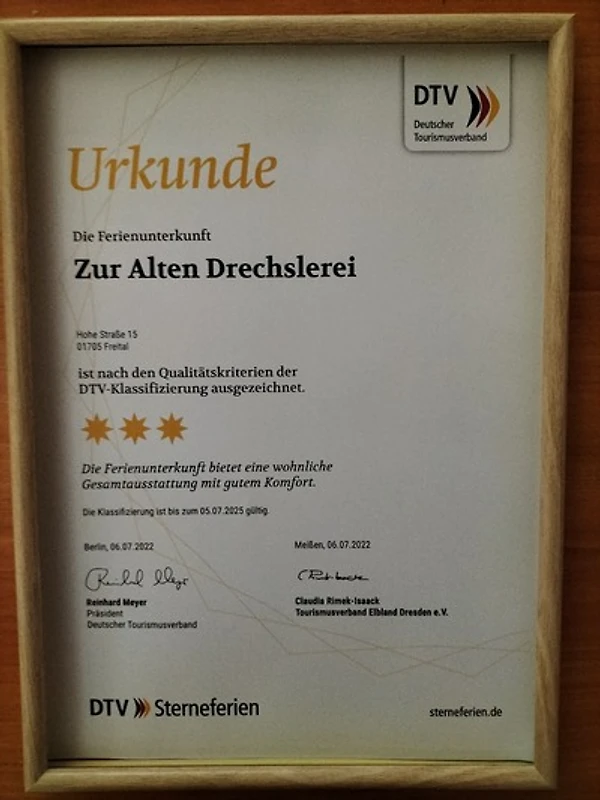 DTV
Deutscher
Tourismusverband
Urkunde
Die Ferienunterkunft
Zur Alten Drechslerei
Hohe Straße 15
01705 Freital
ist nach den Qualitätskriterien der
DTV-Klassifizierung ausgezeichnet.
Die Ferienunterkunft bietet eine wohnliche
Gesamtausstattung mit gutem Komfort.
Die Klassifizierung ist bis zum 05.07.2025 gültig.
Berlin, 06.07.2022
Meißen, 06.07.2022
Reinhard Meyer
Präsident
Deutscher Tourismusverband
Claudia Rimek-Isaack
Tourismusverband Elbland Dresden e.V.
DTV Sterneferien
sterneferien.de